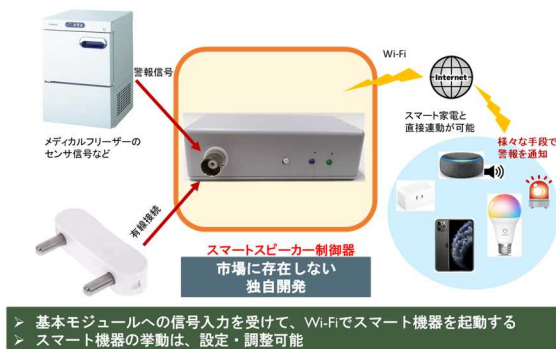 警報信号
メディカルフリーザーの
センサ信号など
有線接続
スマートスピーカー制御器
市場に存在しない
独自開発
Wi-Fi
Internet
スマート家電と
直接連動が可能
様々な手段で
警報を通知
➢ 基本モジュールへの信号入力を受けて、Wi-Fiでスマート機器を起動する
➢ スマート機器の挙動は、設定・調整可能